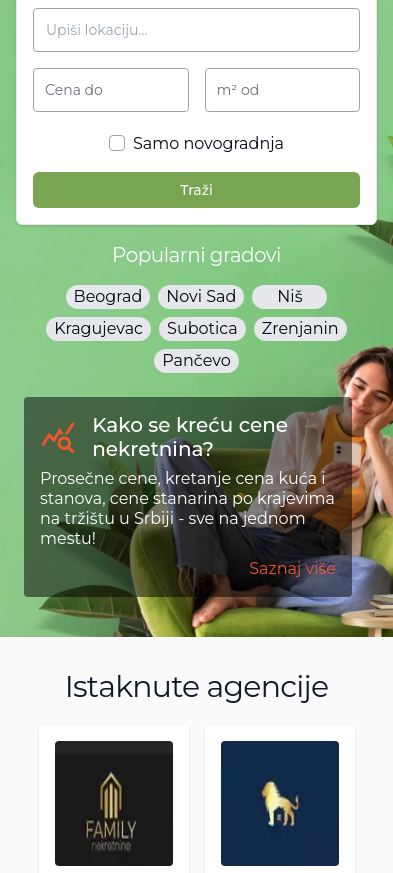 Upiši lokaciju...
Cena do
m² od
Samo novogradnja
Traži
Popularni gradovi
Beograd Novi Sad Niš
Kragujevac Subotica Zrenjanin
Pančevo
Kako se kreću cene
nekretnina?
Prosečne cene, kretanje cena kuća i
stanova, cene stanarina po krajevima
na tržištu u Srbiji - sve na jednom
mestu!
Saznaj više
Istaknute agencije
FAMILY
nekretnine